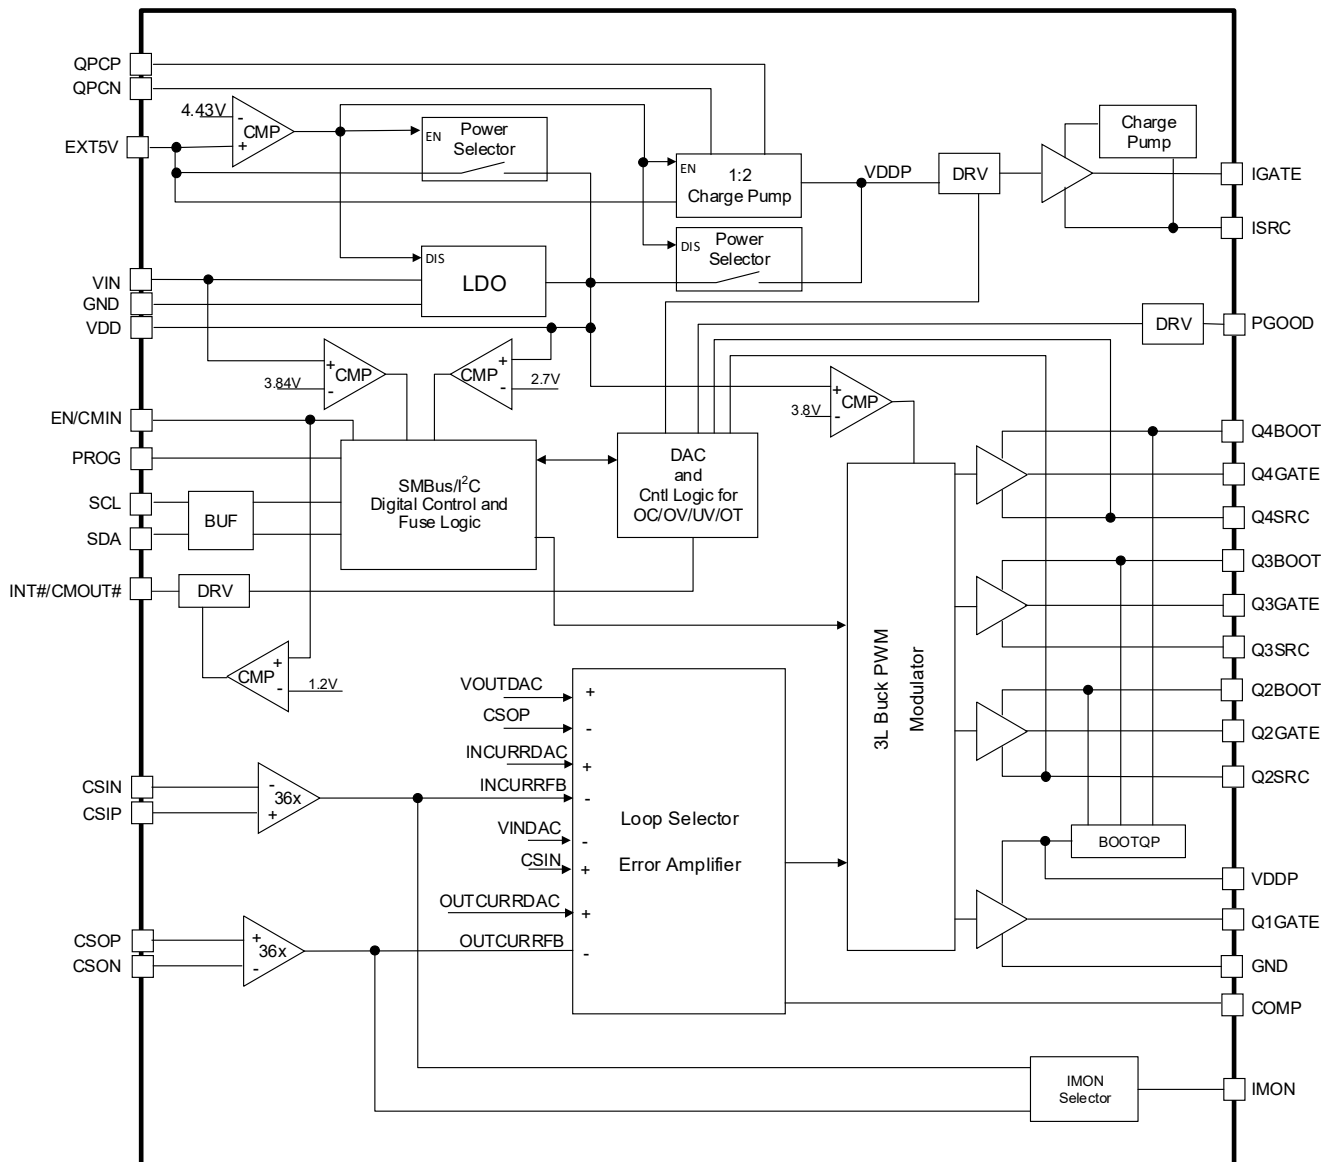 QPCP
QPCN
EXT5V
VIN
GND
VDD
EN/CMIN
PROG
SCL
SDA
INT#/CMOUT#
CSIN
CSIP
CSOP
CSON
4.43V
-
+
CMP
EN
Power
Selector
EN
1:2
Charge Pump
VDDP
DRV
Charge
Pump
DIS
LDO
DIS
Power
Selector
DRV
+
-
3.84V
CMP
+
-
CMP
2.7V
+
-
3.8V
CMP
SMBus/I²C
Digital Control and
Fuse Logic
BUF
DAC
and
Cntl Logic for
OC/OV/UV/OT
DRV
CMP
+
-
1.2V
3L Buck PWM
Modulator
VOUTDAC
+
CSOP
-
INCURRDAC
+
INCURRFB
-
VINDAC
-
CSIN
+
OUTCURRDAC
+
OUTCURRFB
-
Loop Selector
Error Amplifier
-
36x
+
+
36x
-
BOOTQP
IMON
Selector
IGATE
ISRC
PGOOD
Q4BOOT
Q4GATE
Q4SRC
Q3BOOT
Q3GATE
Q3SRC
Q2BOOT
Q2GATE
Q2SRC
VDDP
Q1GATE
GND
COMP
IMON